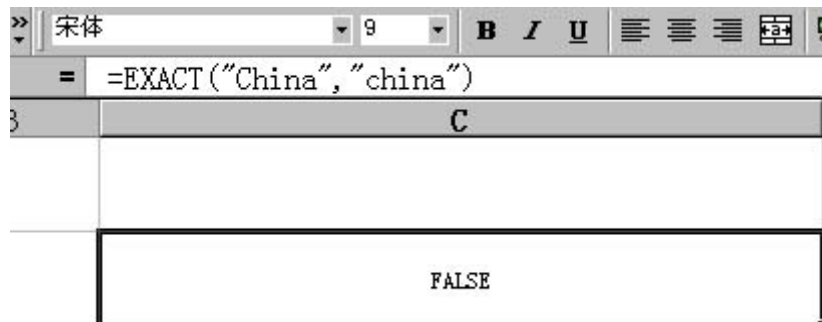 » 宋体 9 B I U a
= =EXACT("China","china")
C
FALSE